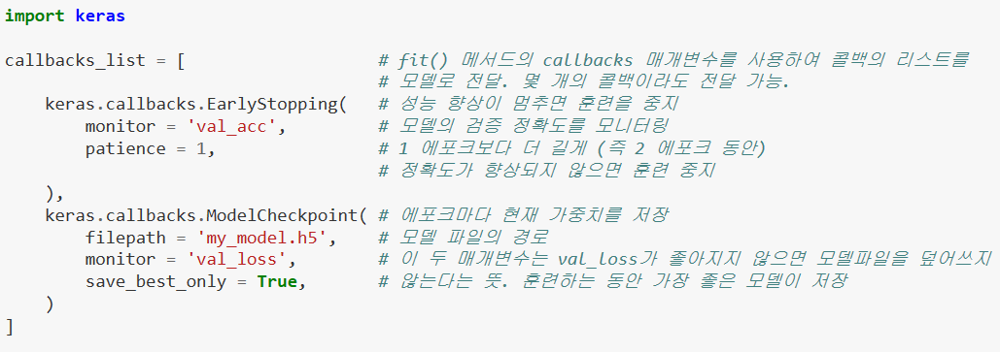 import keras
callbacks_list = [ # fit() 메서드의 callbacks 매개변수를 사용하여 콜백의 리스트를
# 모델로 전달. 몇 개의 콜백이라도 전달 가능.
keras.callbacks.EarlyStopping( # 성능 향상이 멈추면 훈련을 중지
monitor = 'val_acc', # 모델의 검증 정확도를 모니터링
patience = 1, # 1 에포크보다 더 길게 (즉 2 에포크 동안)
# 정확도가 향상되지 않으면 훈련 중지
),
keras.callbacks.ModelCheckpoint( # 에포크마다 현재 가중치를 저장
filepath = 'my_model.h5', # 모델 파일의 경로
monitor = 'val_loss', # 이 두 매개변수는 val_loss가 좋아지지 않으면 모델파일을 덮어쓰지
save_best_only = True, # 않는다는 뜻. 훈련하는 동안 가장 좋은 모델이 저장
)
]